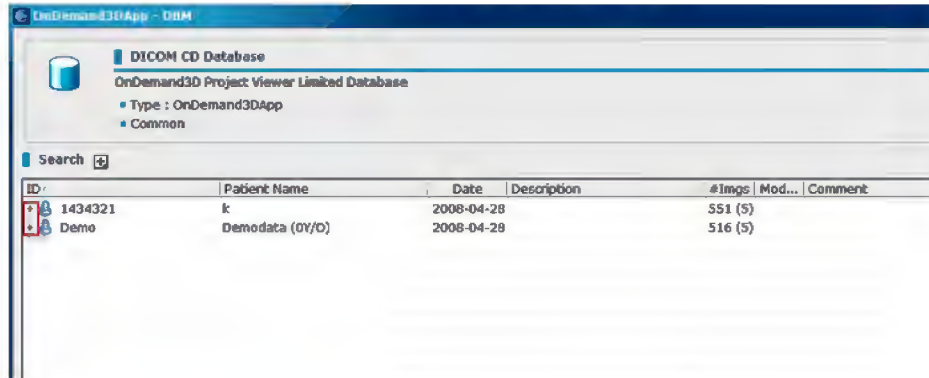 OnDemand3DApp - DBM
DICOM CD Database
OnDemand3D Project Viewer Limited Database
Type : OnDemand3DApp
Common
Search
ID Patient Name Date Description #Imgs Mod... Comment
1434321 k 2008-04-28 551 (5)
Demo Demodata (0Y/O) 2008-04-28 516 (5)